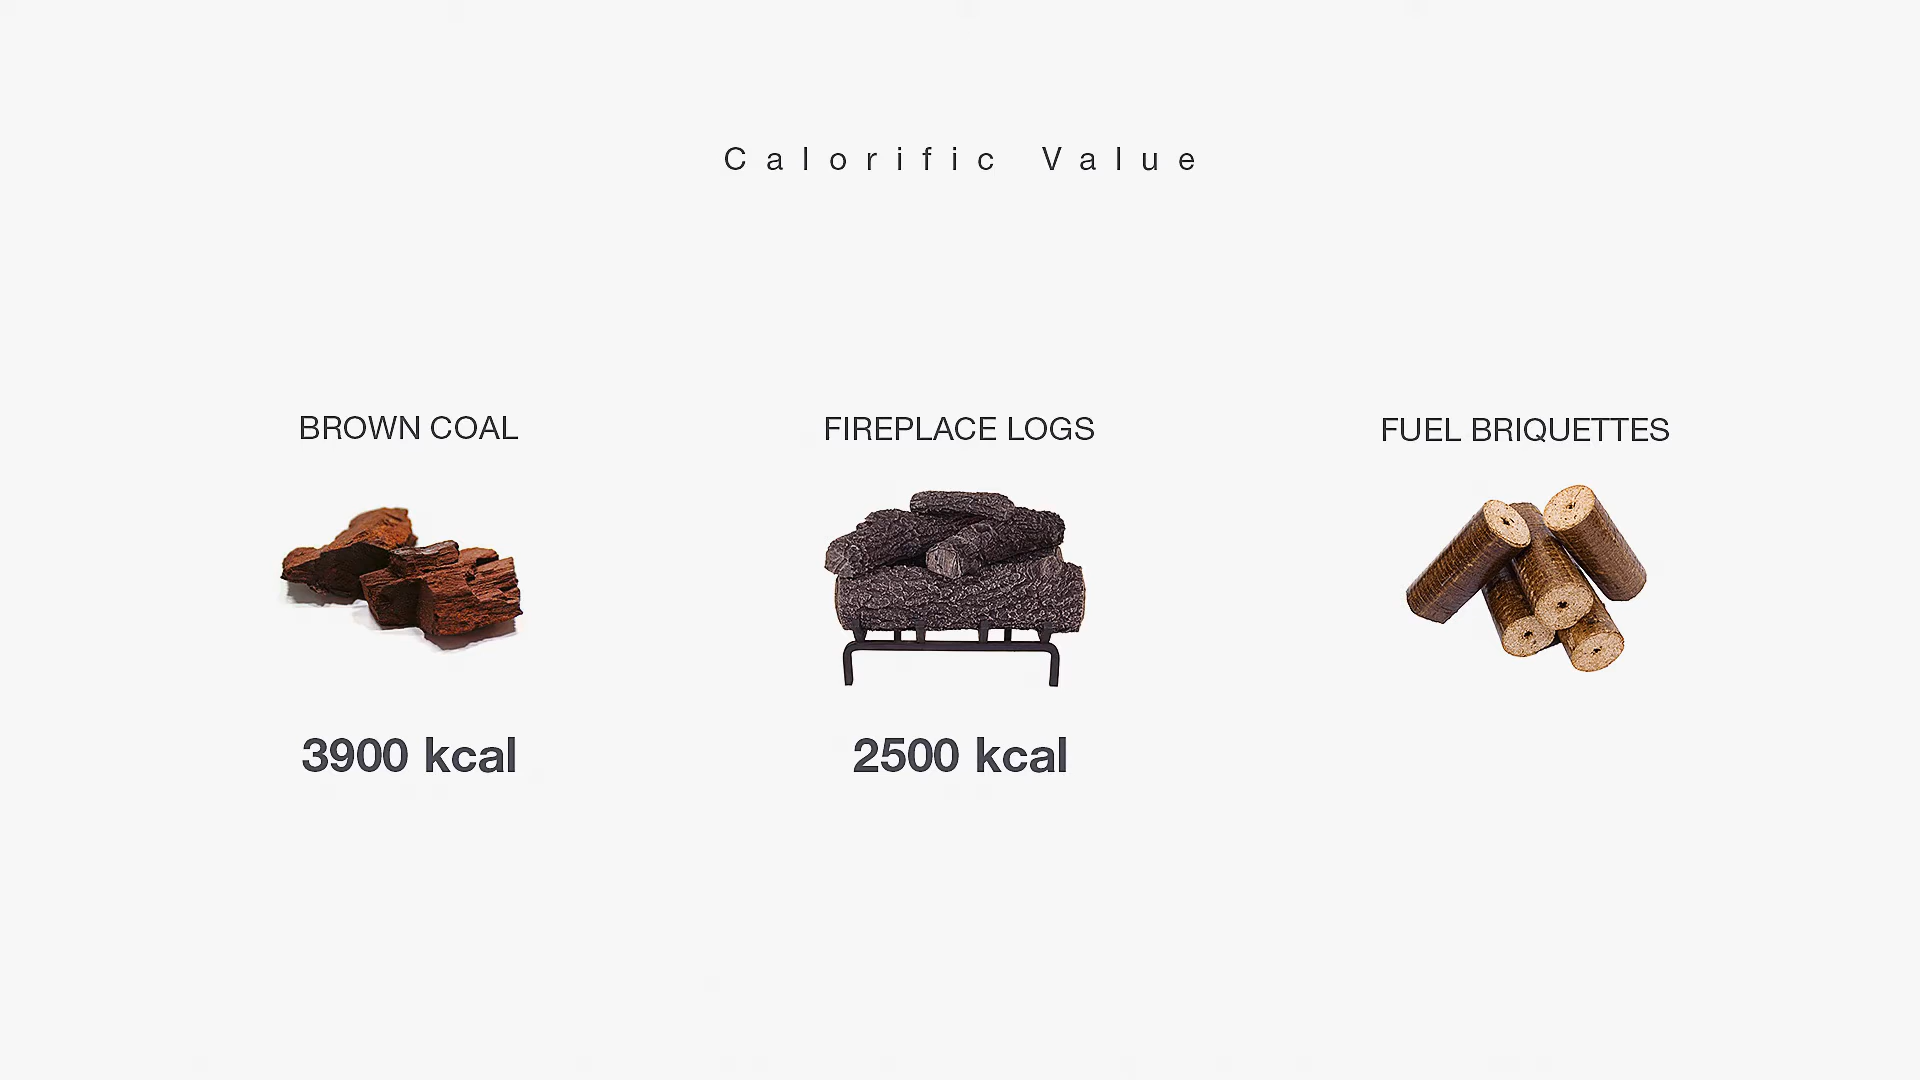 Calorific Value
BROWN COAL
FIREPLACE LOGS
FUEL BRIQUETTES
3900 kcal
2500 kcal